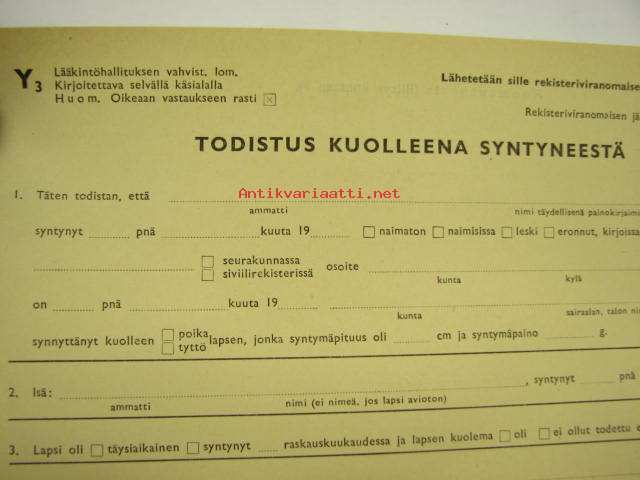 Y3 Lääkintöhallituksen vahvist. lom.
Kirjoitettava selvällä käsialalla
Huom. Oikeaan vastaukseen rasti ☒
Lähetetään sille rekisteriviranomaise
Rekisteriviranomaisen jä
TODISTUS KUOLLEENA SYNTYNEESTÄ
1. Täten todistan, että
Antikvariaatti.net
ammatti nimi täydellisenä painokirjaimi
syntynyt pnä kuuta 19 ☐ naimaton ☐ naimisissa ☐ leski ☐ eronnut, kirjoissa
☐ seurakunnassa
☐ siviilirekisterissä osoite
kunta kylä
on pnä kuuta 19
kunta sairaalan, talon ni
synnyttänyt kuolleen ☐ poika ☐ tyttö lapsen, jonka syntymäpituus oli cm ja syntymäpaino g.
2. Isä: , syntynyt pnä
ammatti nimi (ei nimeä, jos lapsi avioton)
3. Lapsi oli ☐ täysiaikainen ☐ syntynyt raskauskuukaudessa ja lapsen kuolema ☐ oli ☐ ei ollut todettu